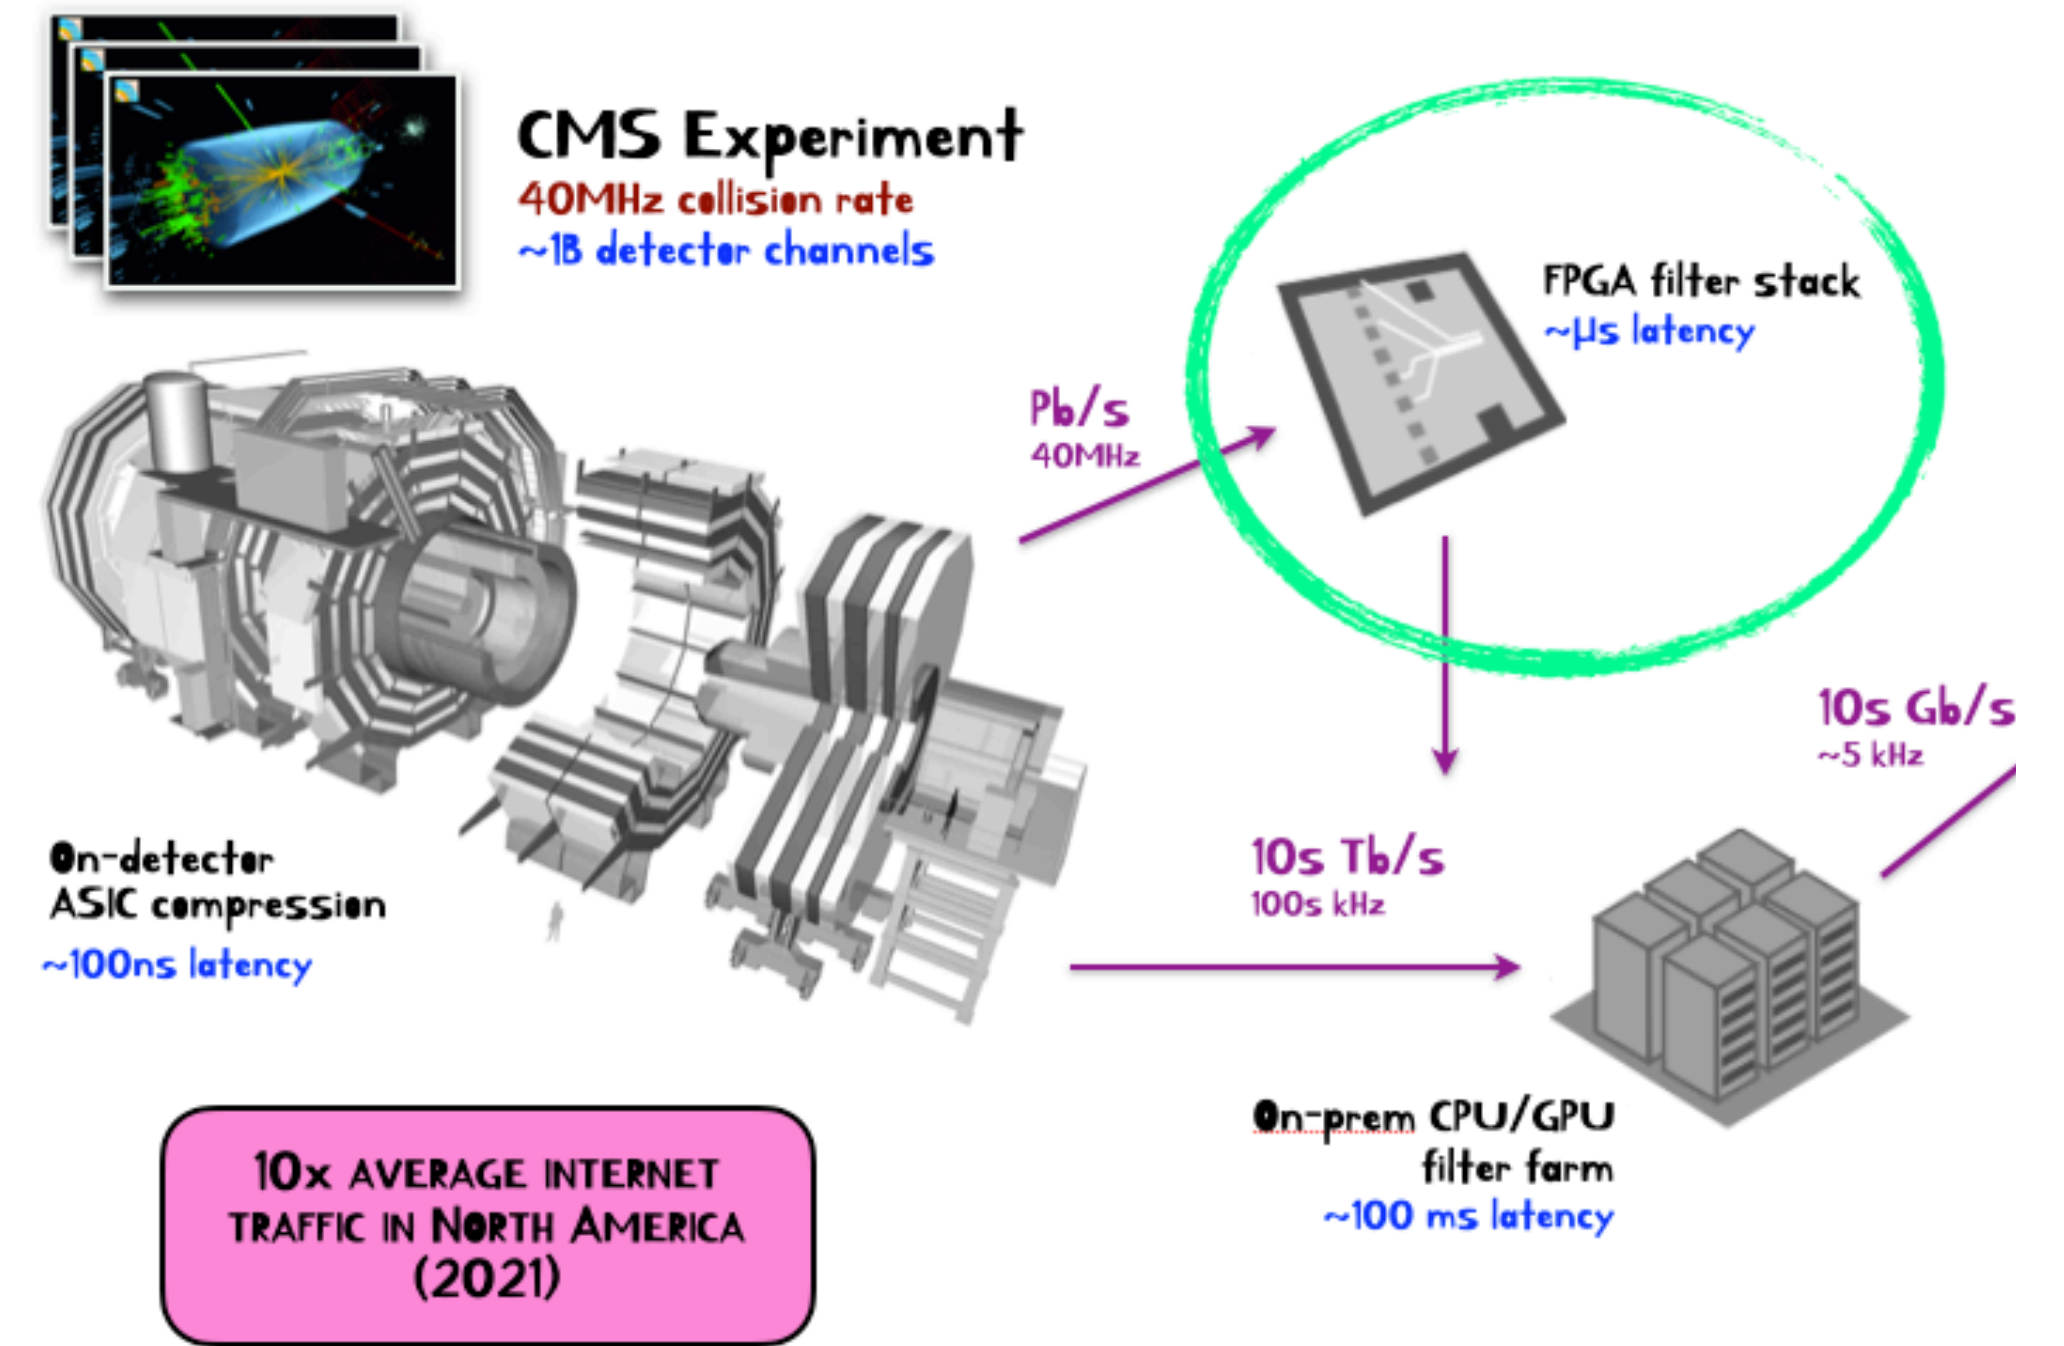 CMS Experiment
40MHz collision rate
~1B detector channels
FPGA filter stack
~µs latency
Pb/s
40MHz
10s Gb/s
~5 kHz
On-detector
ASIC compression
~100ns latency
10s Tb/s
100s kHz
On-prem CPU/GPU
filter farm
~100 ms latency
10x AVERAGE INTERNET
TRAFFIC IN NORTH AMERICA
(2021)